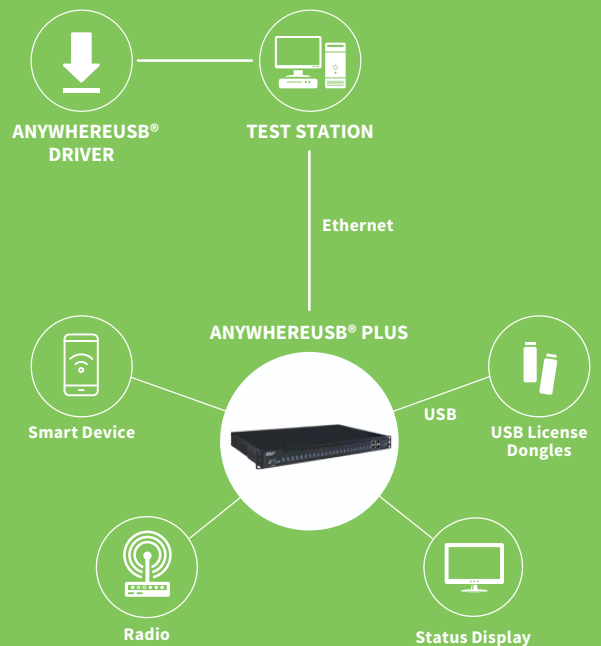 ANYWHEREUSB®
DRIVER
TEST STATION
Ethernet
ANYWHEREUSB® PLUS
Smart Device
USB
USB License
Dongles
Radio
Status Display